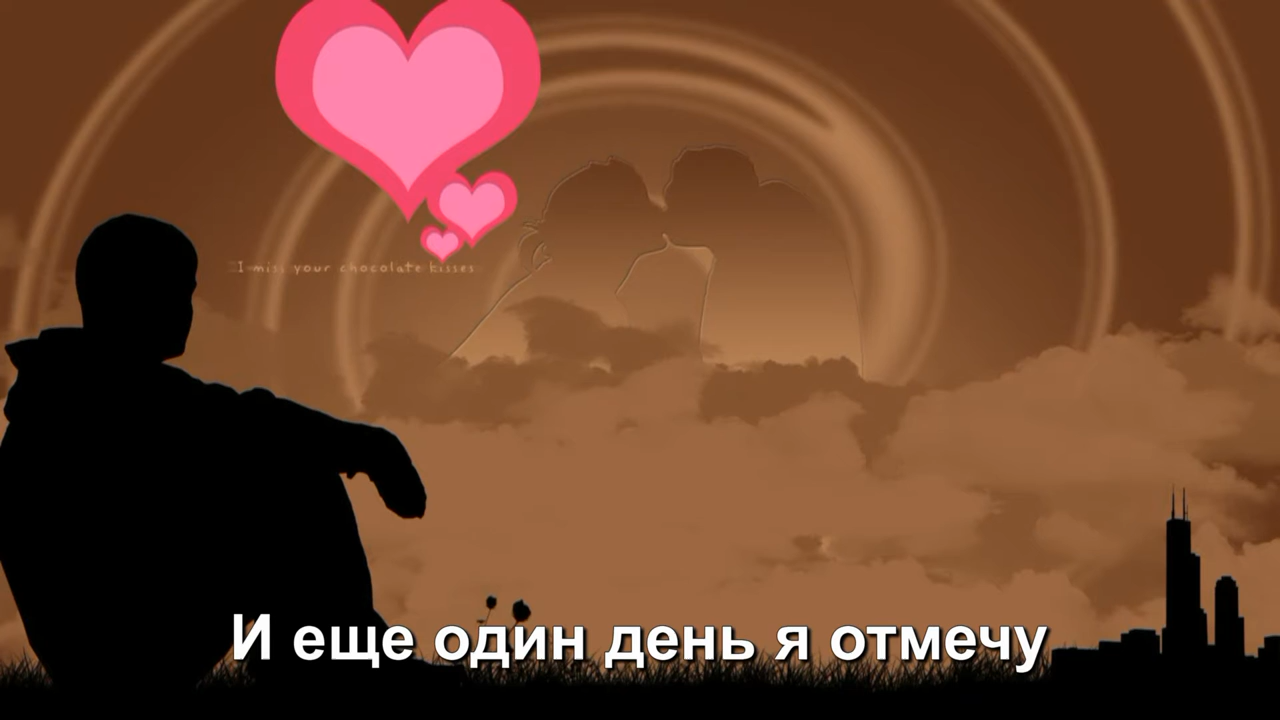 I miss your chocolate kisses
И еще один день я отмечу